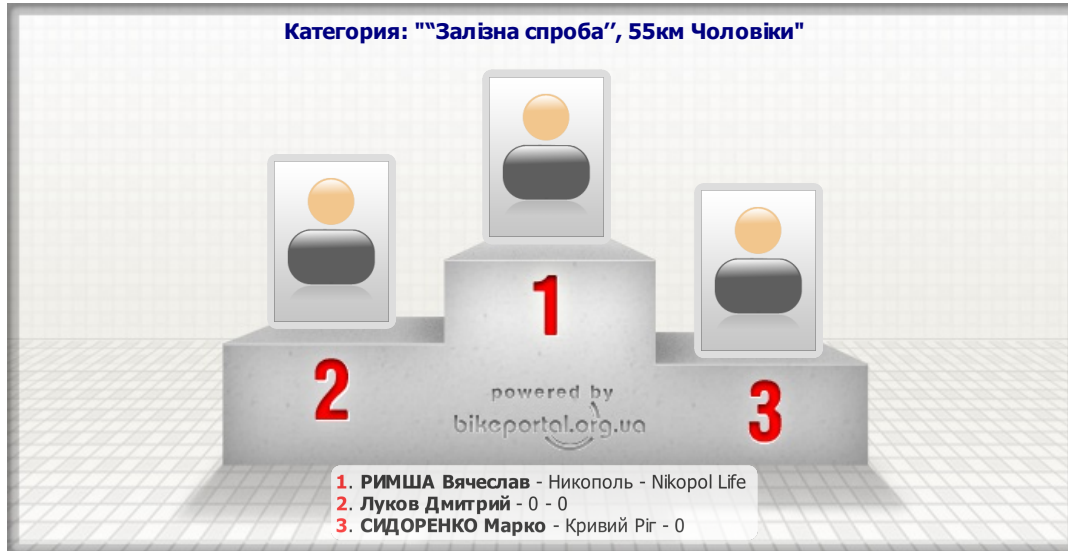 Категория: "“Залізна спроба”, 55км Чоловіки"
1
2
3
powered by
bikeportal.org.ua
1. РИМША Вячеслав - Никополь - Nikopol Life
2. Луков Дмитрий - 0 - 0
3. СИДОРЕНКО Марко - Кривий Ріг - 0